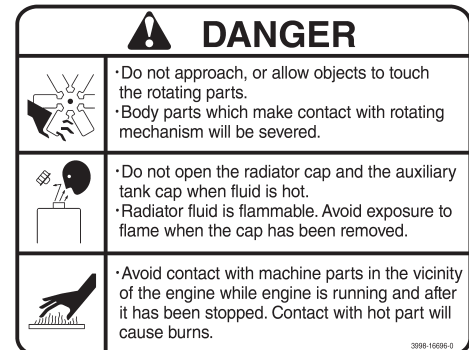 DANGER
·Do not approach, or allow objects to touch
the rotating parts.
·Body parts which make contact with rotating
mechanism will be severed.
·Do not open the radiator cap and the auxiliary
tank cap when fluid is hot.
·Radiator fluid is flammable. Avoid exposure to
flame when the cap has been removed.
·Avoid contact with machine parts in the vicinity
of the engine while engine is running and after
it has been stopped. Contact with hot part will
cause burns.
3998-16696-0